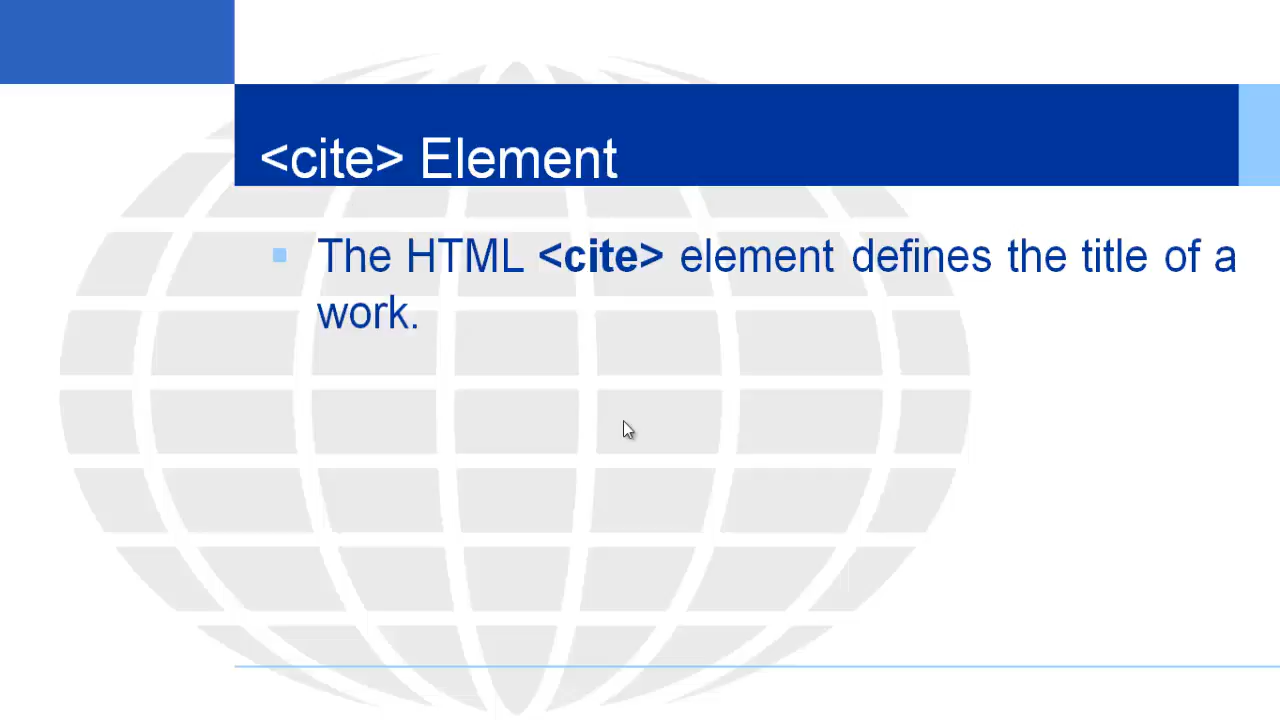 <cite> Element
The HTML <cite> element defines the title of a
work.